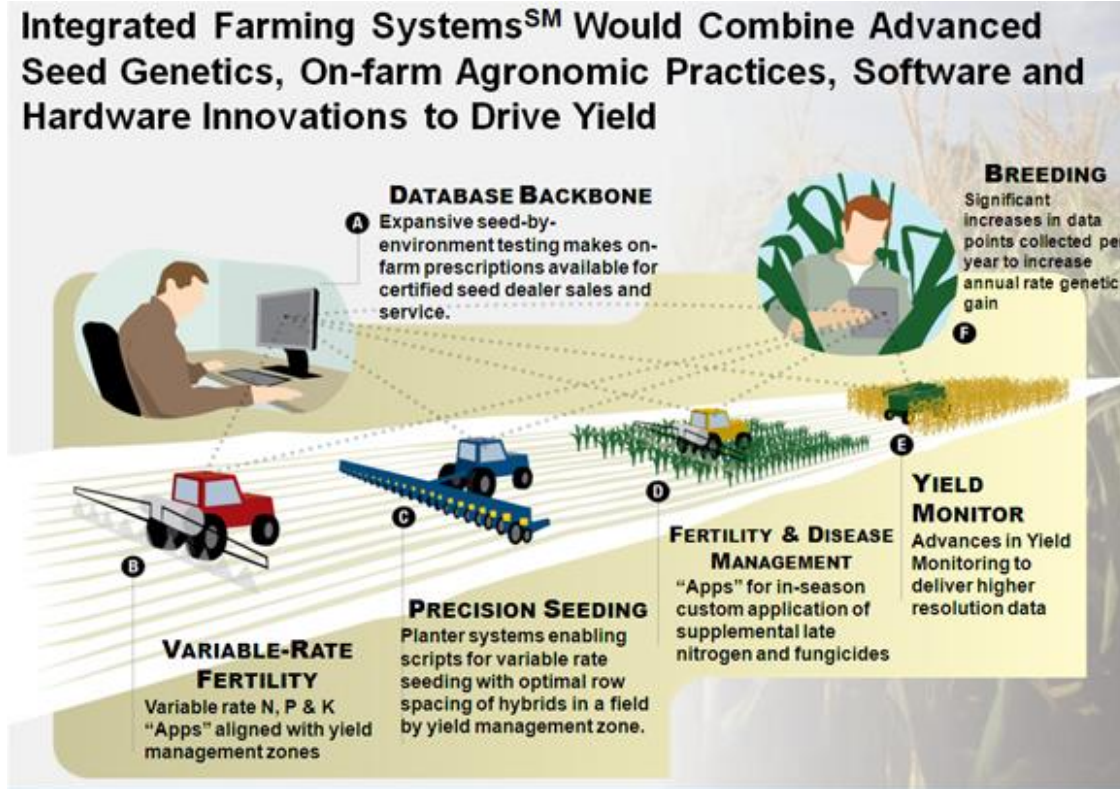 Integrated Farming Systems℠ Would Combine Advanced
Seed Genetics, On-farm Agronomic Practices, Software and
Hardware Innovations to Drive Yield
DATABASE BACKBONE
A Expansive seed-by-
environment testing makes on-
farm prescriptions available for
certified seed dealer sales and
service.
BREEDING
Significant
increases in data
points collected pe
year to increase
annual rate genetic
gain
F
B
VARIABLE-RATE
FERTILITY
Variable rate N, P & K
“Apps” aligned with yield
management zones
C
PRECISION SEEDING
Planter systems enabling
scripts for variable rate
seeding with optimal row
spacing of hybrids in a field
by yield management zone.
D
FERTILITY & DISEASE
MANAGEMENT
“Apps” for in-season
custom application of
supplemental late
nitrogen and fungicides
E
YIELD
MONITOR
Advances in Yield
Monitoring to
deliver higher
resolution data